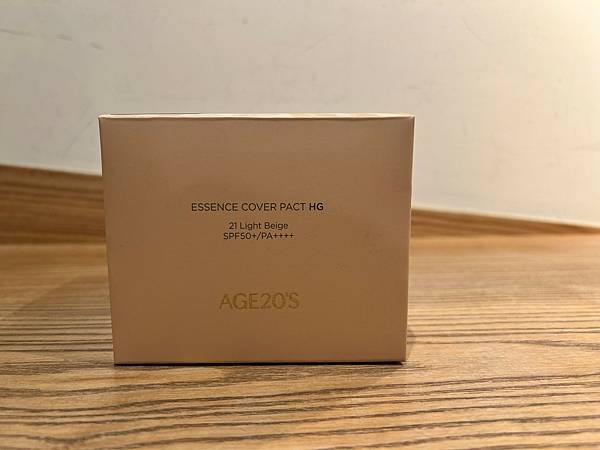 ESSENCE COVER PACT HG
21 Light Beige
SPF50+/PA++++
AGE20'S